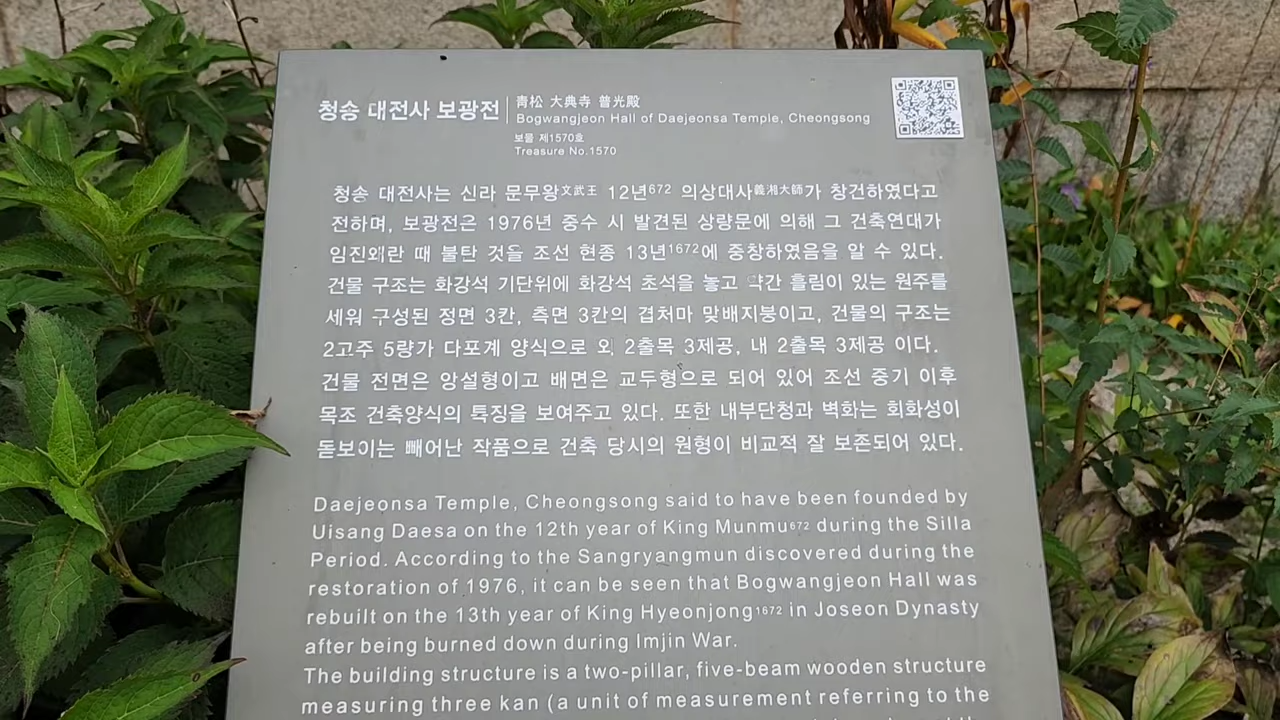 청송 대전사 보광전
靑松 大典寺 普光殿
Bogwangjeon Hall of Daejeonsa Temple, Cheongsong
보물 제1570호
Treasure No.1570
청송 대전사는 신라 문무왕文武王 12년672 의상대사義湘大師가 창건하였다고
전하며, 보광전은 1976년 중수 시 발견된 상량문에 의해 그 건축연대가
임진왜란 때 불탄 것을 조선 현종 13년1672에 중창하였음을 알 수 있다.
건물 구조는 화강석 기단위에 화강석 초석을 놓고 약간 흘림이 있는 원주를
세워 구성된 정면 3칸, 측면 3칸의 겹처마 맞배지붕이고, 건물의 구조는
2고주 5량가 다포계 양식으로 외 2출목 3제공, 내 2출목 3제공 이다.
건물 전면은 앙설형이고 배면은 교두형으로 되어 있어 조선 중기 이후
목조 건축양식의 특징을 보여주고 있다. 또한 내부단청과 벽화는 회화성이
돋보이는 빼어난 작품으로 건축 당시의 원형이 비교적 잘 보존되어 있다.
Daejeonsa Temple, Cheongsong said to have been founded by
Uisang Daesa on the 12th year of King Munmu672 during the Silla
Period. According to the Sangryangmun discovered during the
restoration of 1976, it can be seen that Bogwangjeon Hall was
rebuilt on the 13th year of King Hyeonjong1672 in Joseon Dynasty
after being burned down during Imjin War.
The building structure is a two-pillar, five-beam wooden structure
measuring three kan (a unit of measurement referring to the